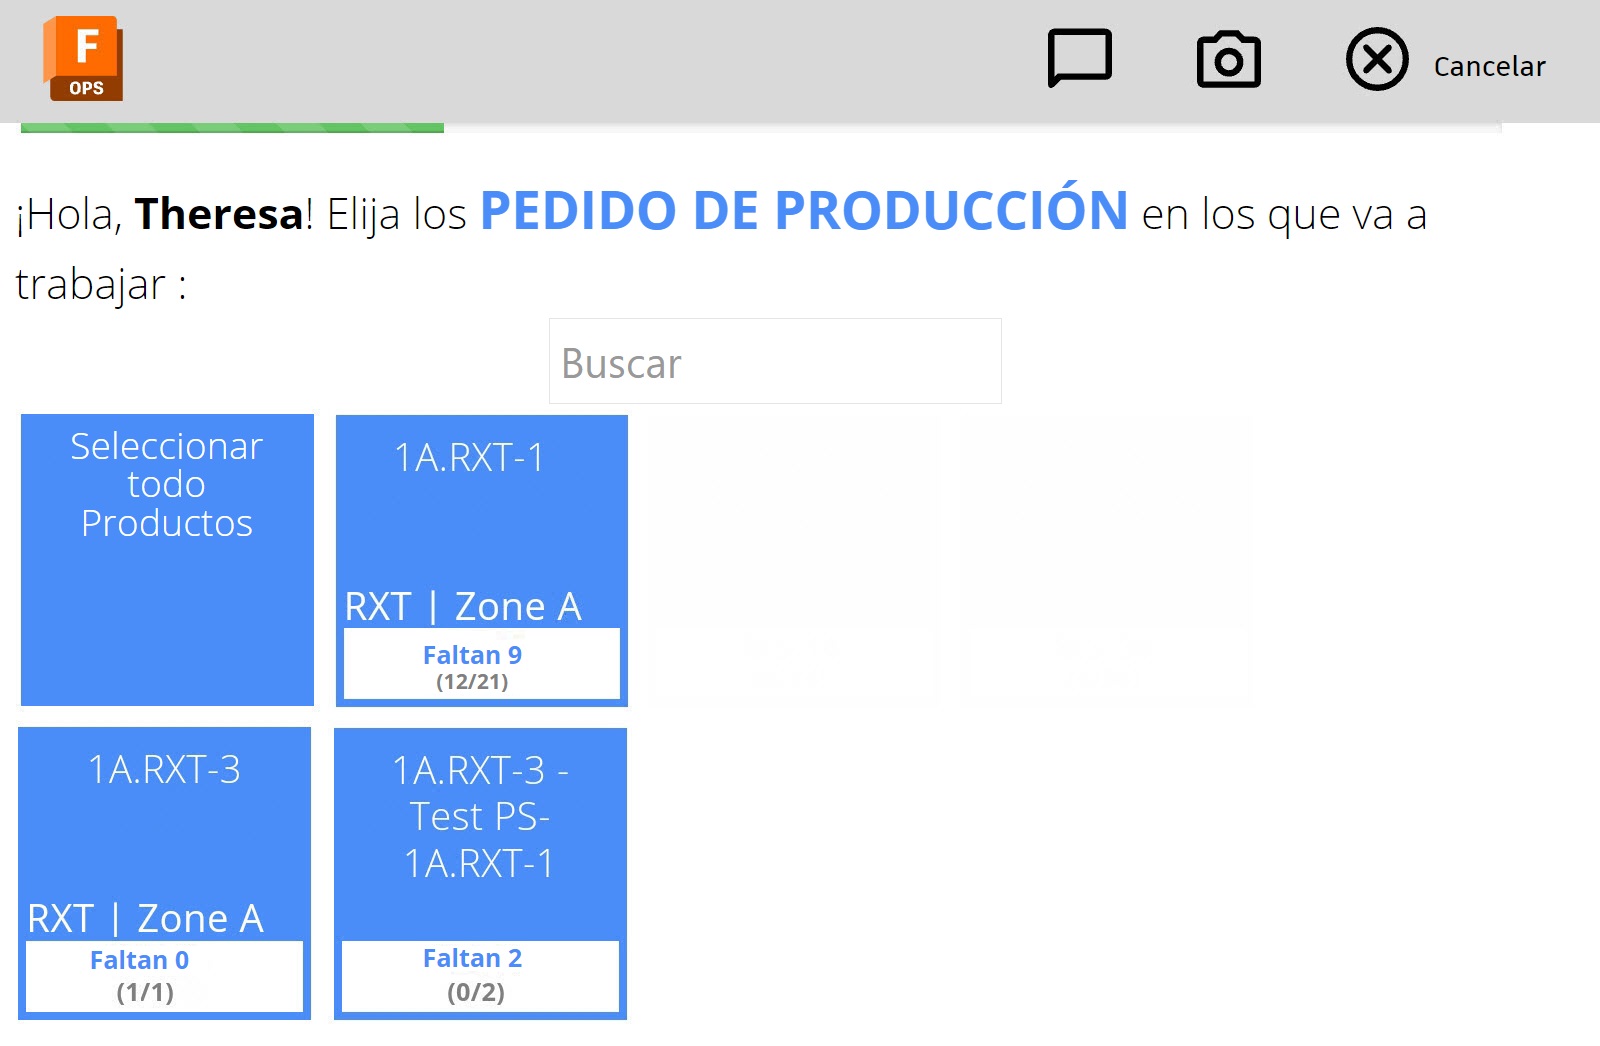 F
OPS
Cancelar
¡Hola, Theresa! Elija los PEDIDO DE PRODUCCIÓN en los que va a
trabajar :
Buscar
Seleccionar
todo
Productos
1A.RXT-1
RXT | Zone A
Faltan 9
(12/21)
1A.RXT-3
RXT | Zone A
Faltan 0
(1/1)
1A.RXT-3 -
Test PS-
1A.RXT-1
Faltan 2
(0/2)